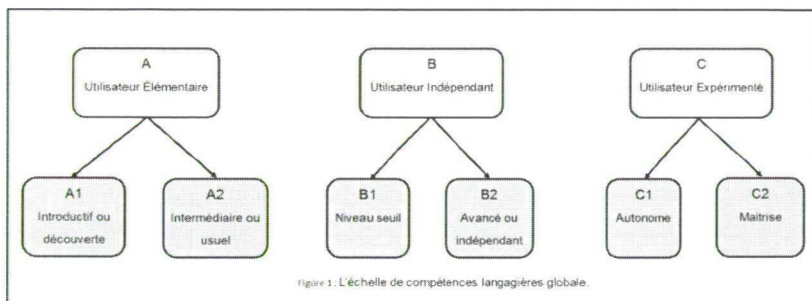 A
Utilisateur Élémentaire
B
Utilisateur Indépendant
C
Utilisateur Expérimenté
A1
Introductif ou
découverte
A2
Intermédiaire ou
usuel
B1
Niveau seuil
B2
Avancé ou
indépendant
C1
Autonome
C2
Maitrise
Figure 1: L'échelle de compétences langagières globale.